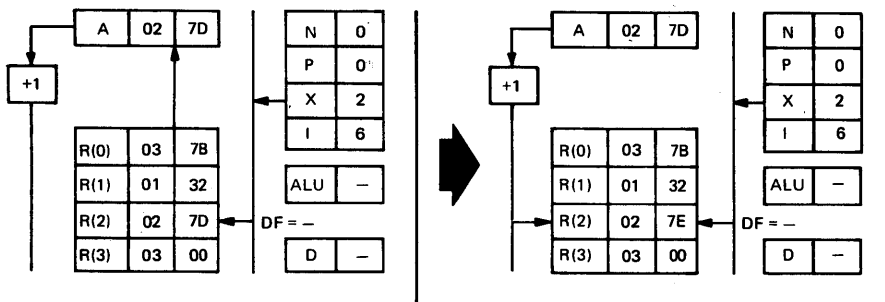 A 02 7D
+1
R(0) 03 7B
R(1) 01 32
R(2) 02 7D
R(3) 03 00
N 0
P 0
X 2
I 6
ALU –
DF = –
D –
A 02 7D
+1
R(0) 03 7B
R(1) 01 32
R(2) 02 7E
R(3) 03 00
N 0
P 0
X 2
I 6
ALU –
DF = –
D –